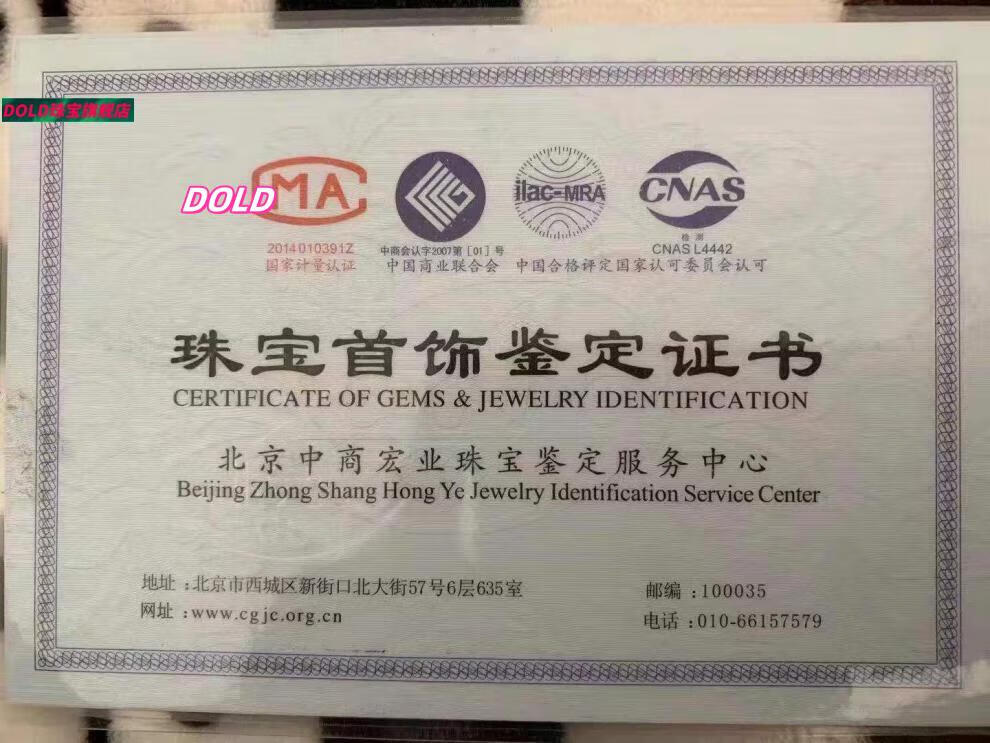 DOLD珠宝旗舰店
MA
DOLD
ilac-MRA
CNAS
检测
2014010391Z
中商会认字2007第［01］号
CNAS L4442
国家计量认证
中国商业联合会
中国合格评定国家认可委员会认可
珠宝首饰鉴定证书
CERTIFICATE OF GEMS & JEWELRY IDENTIFICATION
北京中商宏业珠宝鉴定服务中心
Beijing Zhong Shang Hong Ye Jewelry Identification Service Center
地址：北京市西城区新街口北大街57号6层635室
邮编：100035
网址：www.cgjc.org.cn
电话：010-66157579